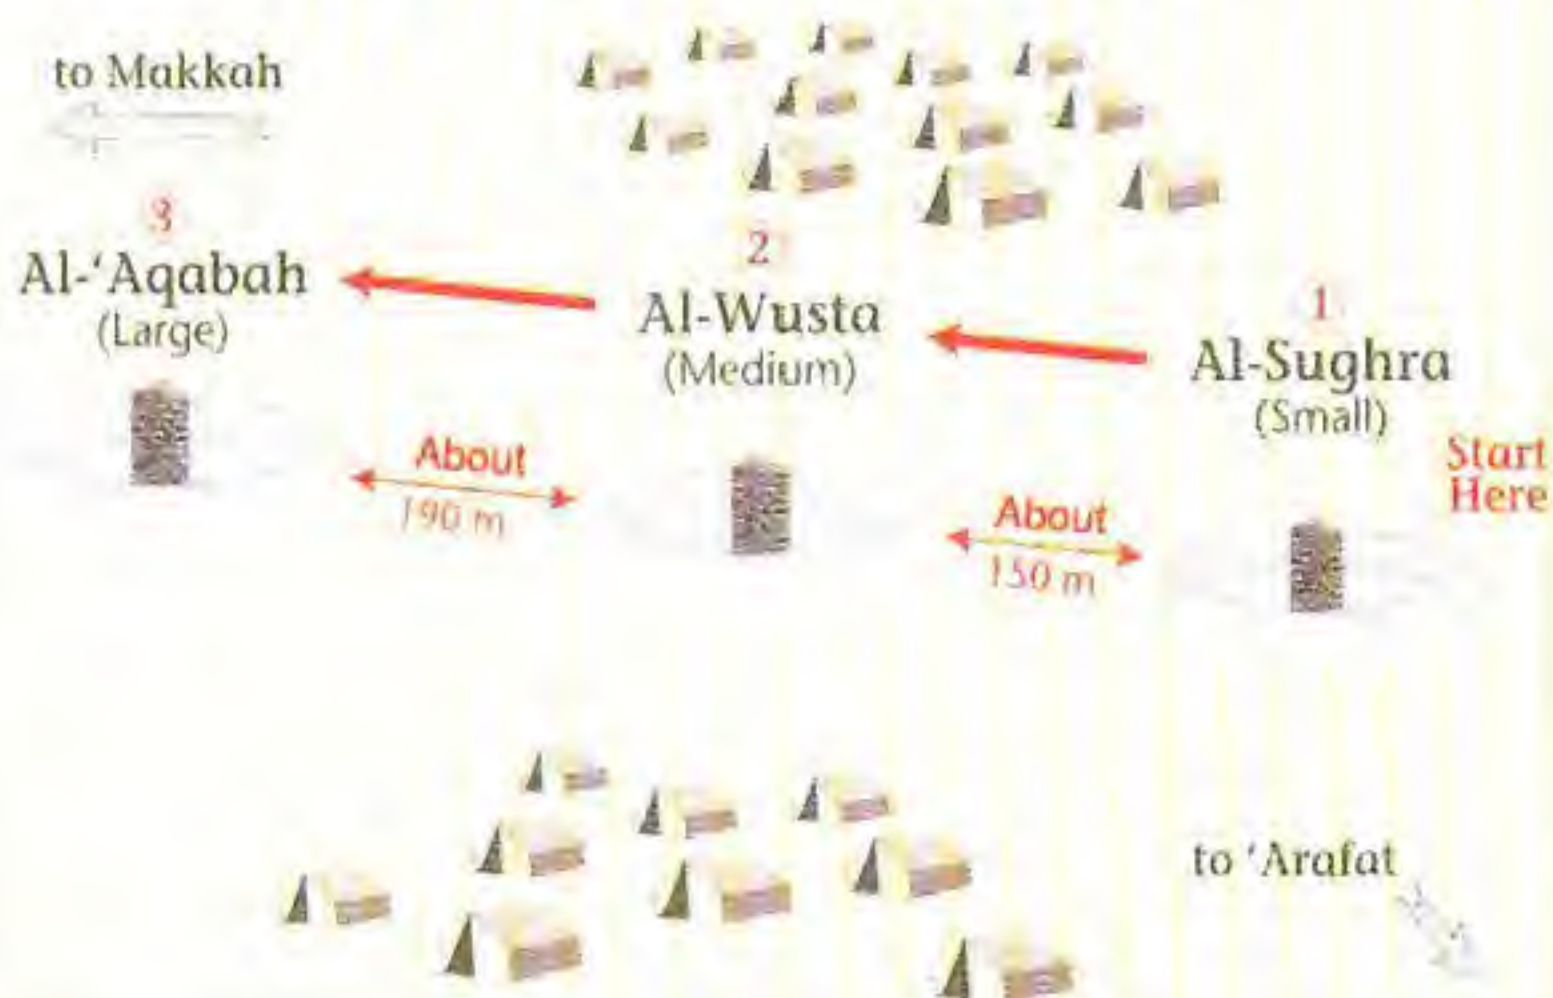 to Makkah
3
Al-‘Aqabah
(Large)
2
Al-Wusta
(Medium)
1
Al-Sughra
(Small)
Start
Here
About
190 m
About
150 m
to ‘Arafat